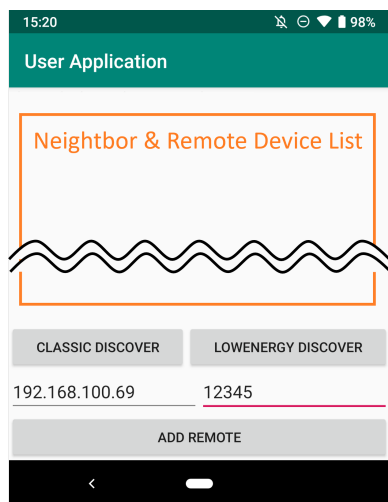 15:20 98%
User Application
Neightbor & Remote Device List
CLASSIC DISCOVER LOWENERGY DISCOVER
192.168.100.69 12345
ADD REMOTE